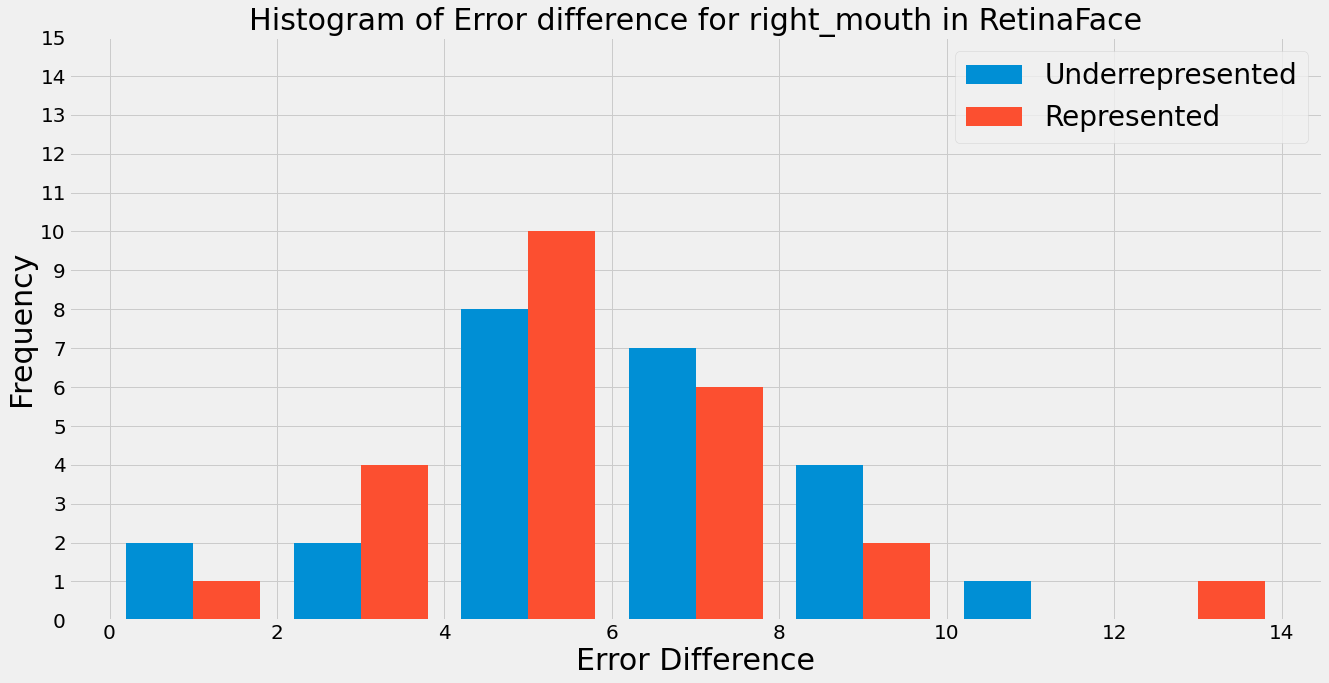 Histogram of Error difference for right_mouth in RetinaFace
15
14
13
12
11
10
9
8
7
6
5
4
3
2
1
0
Frequency
Underrepresented
Represented
0 2 4 6 8 10 12 14
Error Difference